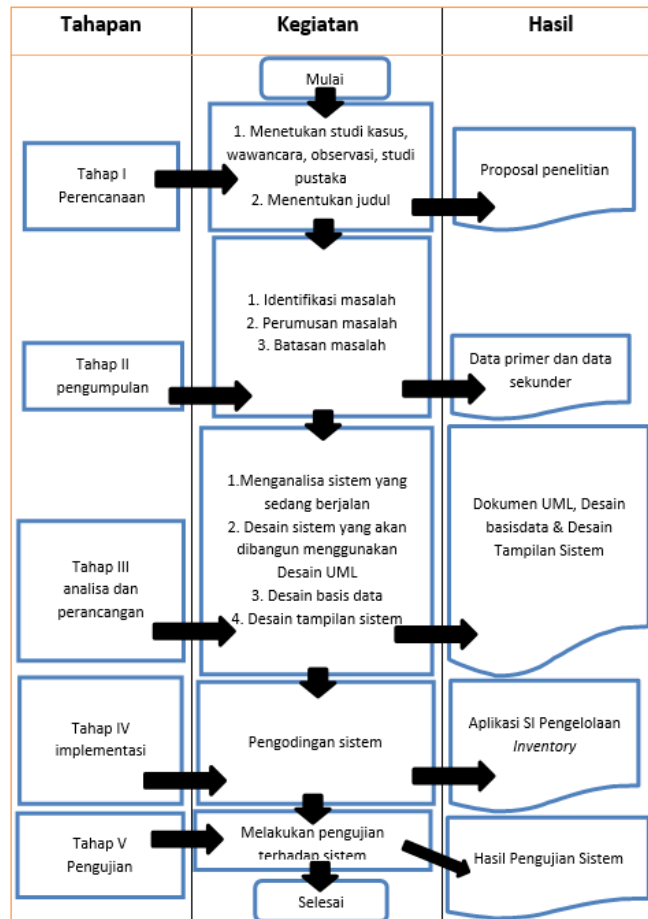 Tahapan
Kegiatan
Hasil
Mulai
Tahap I
Perencanaan
1. Menetukan studi kasus,
wawancara, observasi, studi
pustaka
2. Menentukan judul
Proposal penelitian
Tahap II
pengumpulan
1. Identifikasi masalah
2. Perumusan masalah
3. Batasan masalah
Data primer dan data
sekunder
Tahap III
analisa dan
perancangan
1.Menganalisa sistem yang
sedang berjalan
2. Desain sistem yang akan
dibangun menggunakan
Desain UML
3. Desain basis data
4. Desain tampilan sistem
Dokumen UML, Desain
basisdata & Desain
Tampilan Sistem
Tahap IV
implementasi
Pengodingan sistem
Aplikasi SI Pengelolaan
Inventory
Tahap V
Pengujian
Melakukan pengujian
terhadap sistem
Hasil Pengujian Sistem
Selesai